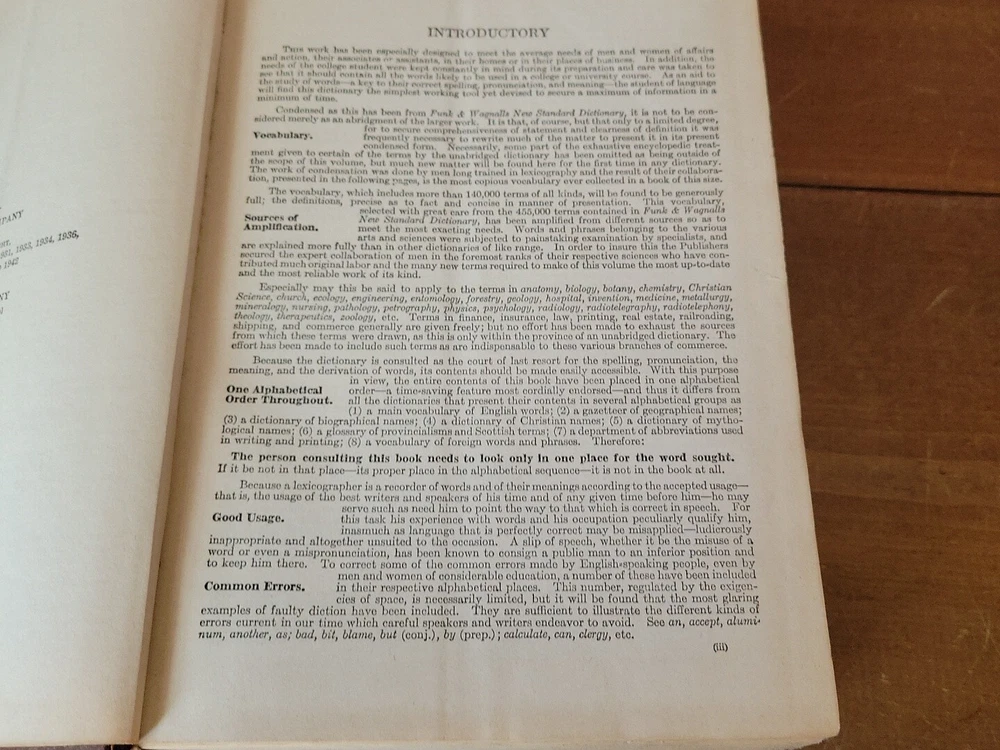 PANY
1931, 1933, 1934, 1936,
, 1942
NY
INTRODUCTORY
This work has been especially designed to meet the average needs of men and women of affairs
and action, their associates or assistants, in their homes or in their places of business. In addition, the
needs of the college student were kept constantly in mind during its preparation and care was taken to
see that it should contain all the words likely to be used in a college or university course. As an aid to
the study of words—a key to their correct spelling, pronunciation, and meaning—the student of language
will find this dictionary the simplest working tool yet devised to secure a maximum of information in a
minimum of time.
Condensed as this has been from Funk & Wagnalls New Standard Dictionary, it is not to be con-
sidered merely as an abridgment of the larger work. It is that, of course, but that only to a limited degree,
Vocabulary. for to secure comprehensiveness of statement and clearness of definition it was
frequently necessary to rewrite much of the matter to present it in its present
condensed form. Necessarily, some part of the exhaustive encyclopedic treat-
ment given to certain of the terms by the unabridged dictionary has been omitted as being outside of
the scope of this volume, but much new matter will be found here for the first time in any dictionary.
The work of condensation was done by men long trained in lexicography and the result of their collabora-
tion, presented in the following pages, is the most copious vocabulary ever collected in a book of this size.
The vocabulary, which includes more than 140,000 terms of all kinds, will be found to be generously
full; the definitions, precise as to fact and concise in manner of presentation. This vocabulary,
selected with great care from the 455,000 terms contained in Funk & Wagnalls
Sources of New Standard Dictionary, has been amplified from different sources so as to
Amplification. meet the most exacting needs. Words and phrases belonging to the various
arts and sciences were subjected to painstaking examination by specialists, and
are explained more fully than in other dictionaries of like range. In order to insure this the Publishers
secured the expert collaboration of men in the foremost ranks of their respective sciences who have con-
tributed much original labor and the many new terms required to make of this volume the most up-to-date
and the most reliable work of its kind.
Especially may this be said to apply to the terms in anatomy, biology, botany, chemistry, Christian
Science, church, ecology, engineering, entomology, forestry, geology, hospital, invention, medicine, metallurgy,
mineralogy, nursing, pathology, petrography, physics, psychology, radiology, radiotelegraphy, radiotelephony,
theology, therapeutics, zoology, etc. Terms in finance, insurance, law, printing, real estate, railroading,
shipping, and commerce generally are given freely; but no effort has been made to exhaust the sources
from which these terms were drawn, as this is only within the province of an unabridged dictionary. The
effort has been made to include such terms as are indispensable to these various branches of commerce.
Because the dictionary is consulted as the court of last resort for the spelling, pronunciation, the
meaning, and the derivation of words, its contents should be made easily accessible. With this purpose
in view, the entire contents of this book have been placed in one alphabetical
One Alphabetical order—a time-saving feature most cordially endorsed—and thus it differs from
Order Throughout. all the dictionaries that present their contents in several alphabetical groups as
(1) a main vocabulary of English words; (2) a gazetteer of geographical names;
(3) a dictionary of biographical names; (4) a dictionary of Christian names; (5) a dictionary of mytho-
logical names; (6) a glossary of provincialisms and Scottish terms; (7) a department of abbreviations used
in writing and printing; (8) a vocabulary of foreign words and phrases. Therefore:
The person consulting this book needs to look only in one place for the word sought.
If it be not in that place—its proper place in the alphabetical sequence—it is not in the book at all.
Because a lexicographer is a recorder of words and of their meanings according to the accepted usage—
that is, the usage of the best writers and speakers of his time and of any given time before him—he may
serve such as need him to point the way to that which is correct in speech. For
Good Usage. this task his experience with words and his occupation peculiarly qualify him,
inasmuch as language that is perfectly correct may be misapplied—ludicrously
inappropriate and altogether unsuited to the occasion. A slip of speech, whether it be the misuse of a
word or even a mispronunciation, has been known to consign a public man to an inferior position and
to keep him there. To correct some of the common errors made by English-speaking people, even by
men and women of considerable education, a number of these have been included
Common Errors. in their respective alphabetical places. This number, regulated by the exigen-
cies of space, is necessarily limited, but it will be found that the most glaring
examples of faulty diction have been included. They are sufficient to illustrate the different kinds of
errors current in our time which careful speakers and writers endeavor to avoid. See an, accept, alumi-
num, another, as; bad, bit, blame, but (conj.), by (prep.); calculate, can, clergy, etc.
(iii)